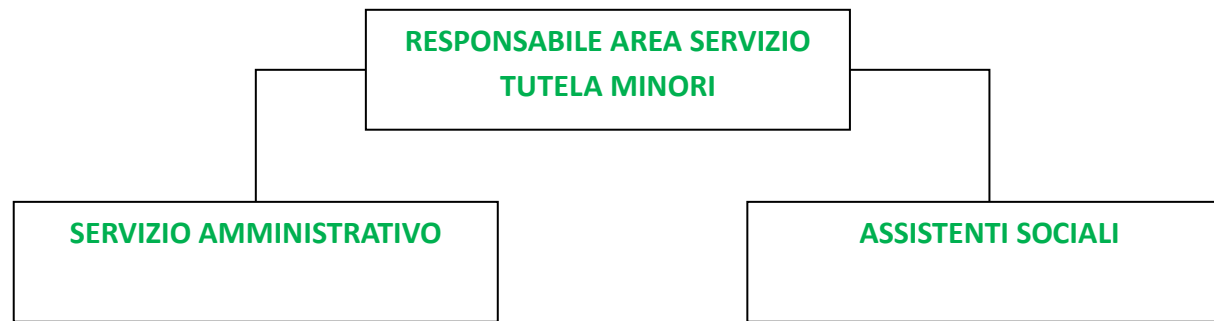 RESPONSABILE AREA SERVIZIO
TUTELA MINORI
SERVIZIO AMMINISTRATIVO
ASSISTENTI SOCIALI